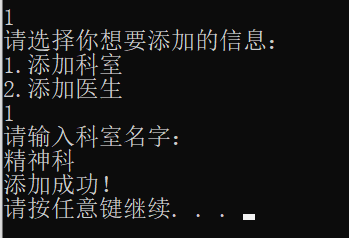 1
请选择你想要添加的信息：
1.添加科室
2.添加医生
1
请输入科室名字：
精神科
添加成功！
请按任意键继续. . .